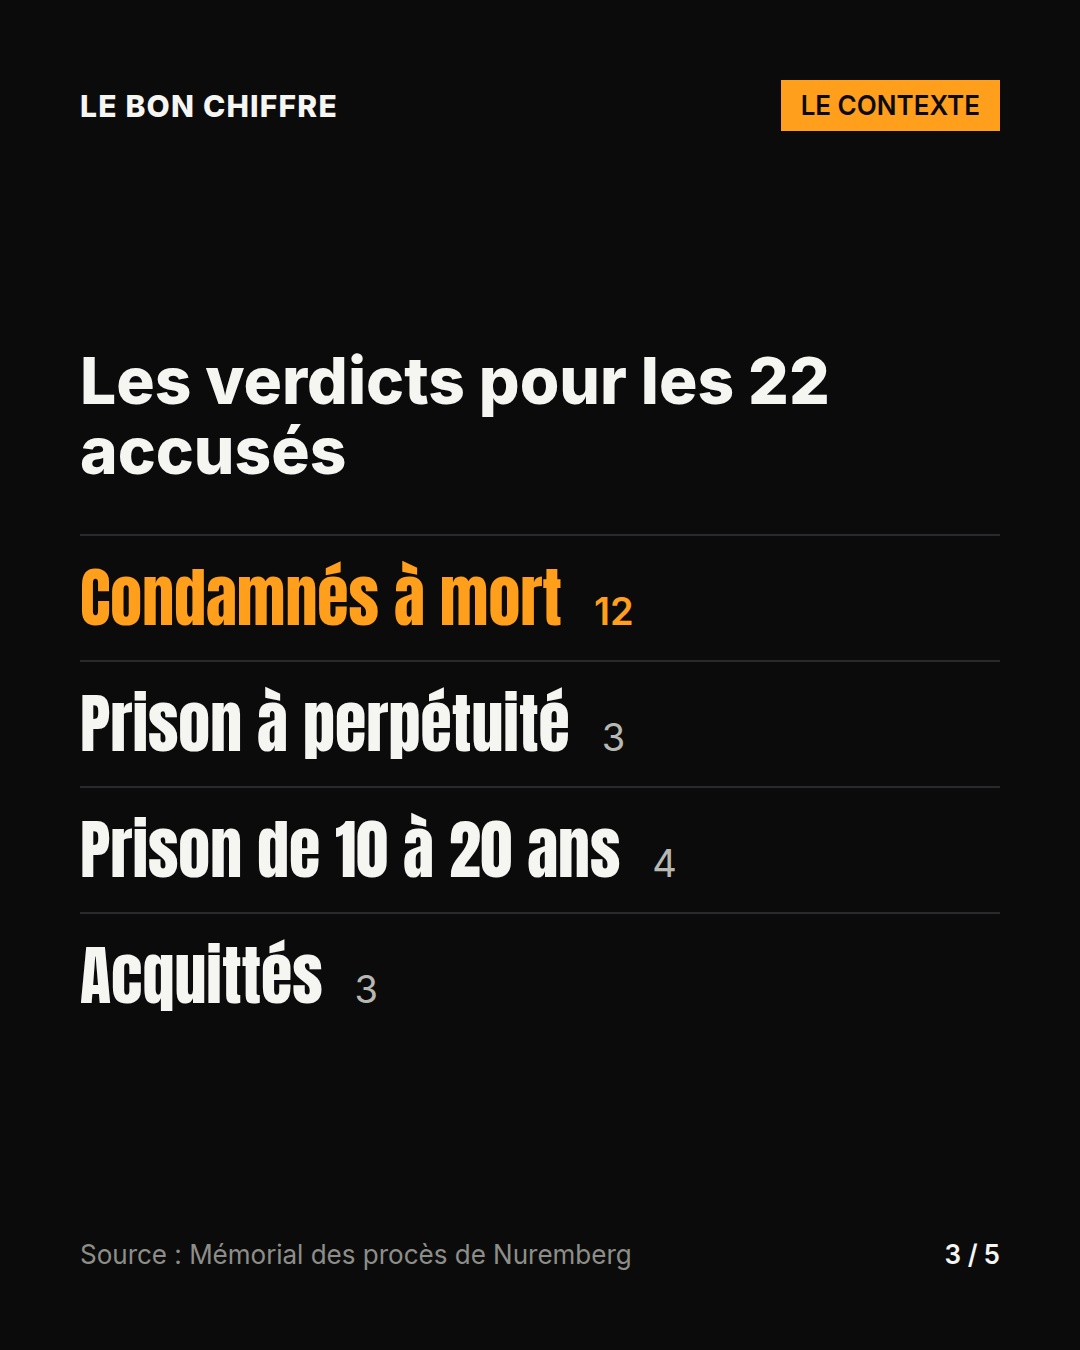 LE BON CHIFFRE
LE CONTEXTE
Les verdicts pour les 22
accusés
Condamnés à mort 12
Prison à perpétuité 3
Prison de 10 à 20 ans 4
Acquittés 3
Source : Mémorial des procès de Nuremberg
3 / 5